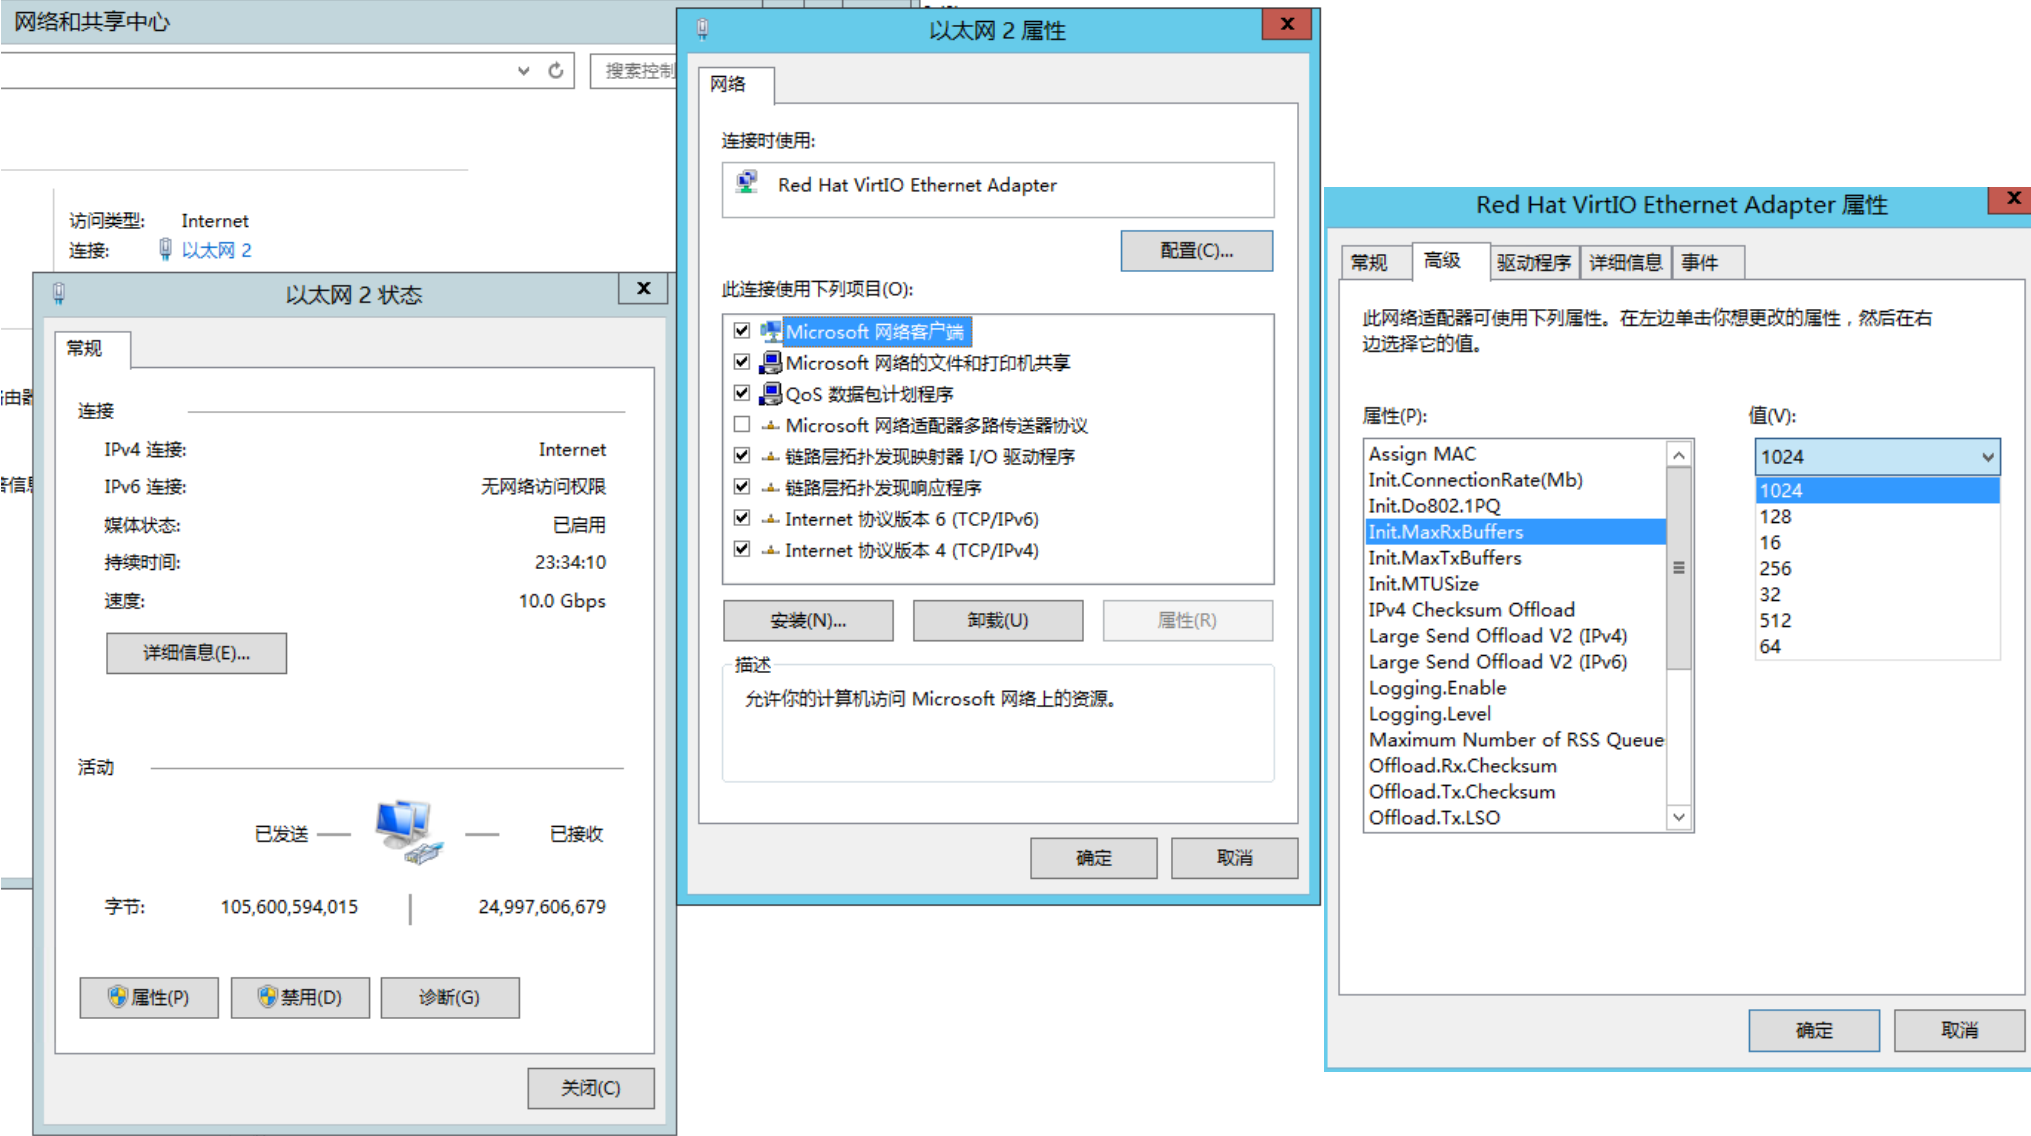 网络和共享中心
搜索控制
访问类型: Internet
连接: 以太网 2
以太网 2 状态
常规
连接
IPv4 连接: Internet
IPv6 连接: 无网络访问权限
媒体状态: 已启用
持续时间: 23:34:10
速度: 10.0 Gbps
详细信息(E)...
活动
已发送 已接收
字节: 105,600,594,015 24,997,606,679
属性(P) 禁用(D) 诊断(G)
关闭(C)
以太网 2 属性
网络
连接时使用:
Red Hat VirtIO Ethernet Adapter
配置(C)...
此连接使用下列项目(O):
Microsoft 网络客户端
Microsoft 网络的文件和打印机共享
QoS 数据包计划程序
Microsoft 网络适配器多路传送器协议
链路层拓扑发现映射器 I/O 驱动程序
链路层拓扑发现响应程序
Internet 协议版本 6 (TCP/IPv6)
Internet 协议版本 4 (TCP/IPv4)
安装(N)... 卸载(U) 属性(R)
描述
允许你的计算机访问 Microsoft 网络上的资源。
确定 取消
Red Hat VirtIO Ethernet Adapter 属性
常规 高级 驱动程序 详细信息 事件
此网络适配器可使用下列属性。在左边单击你想更改的属性，然后在右
边选择它的值。
属性(P): 值(V):
Assign MAC
Init.ConnectionRate(Mb)
Init.Do802.1PQ
Init.MaxRxBuffers
Init.MaxTxBuffers
Init.MTUSize
IPv4 Checksum Offload
Large Send Offload V2 (IPv4)
Large Send Offload V2 (IPv6)
Logging.Enable
Logging.Level
Maximum Number of RSS Queue
Offload.Rx.Checksum
Offload.Tx.Checksum
Offload.Tx.LSO
1024
1024
128
16
256
32
512
64
确定 取消